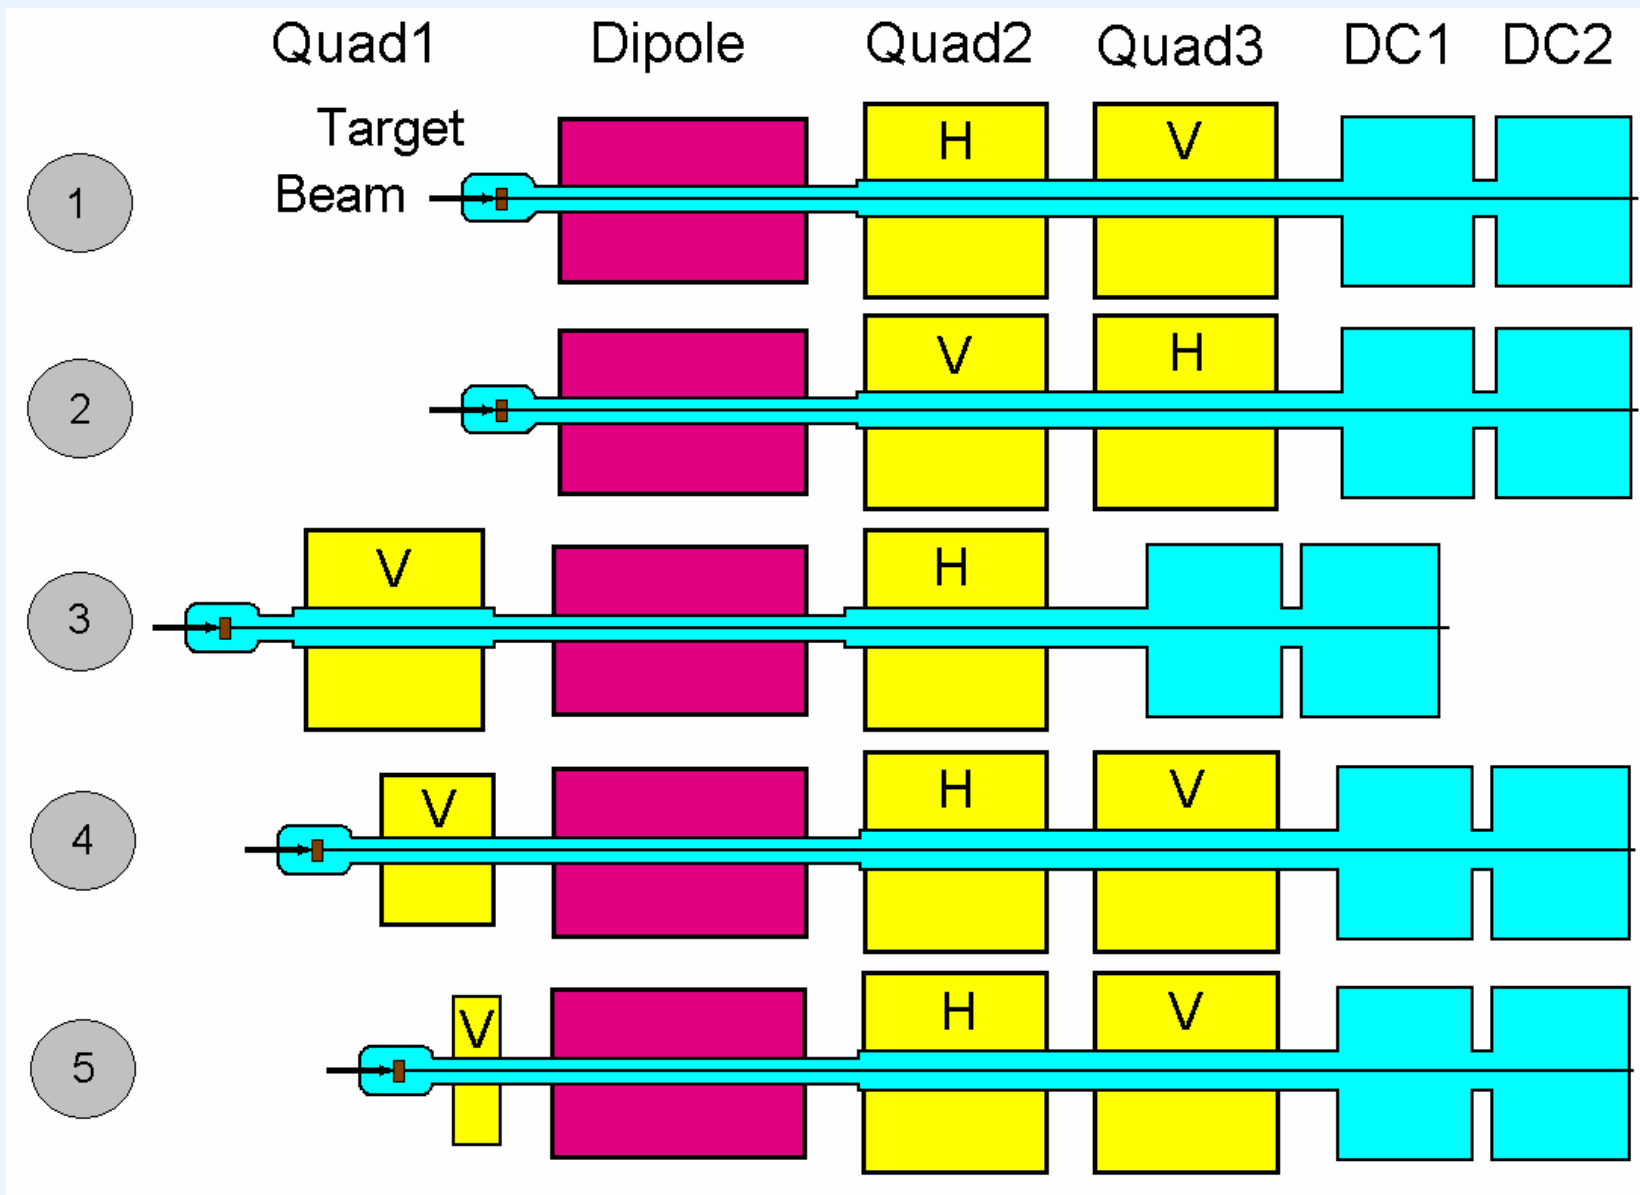 Quad1 Dipole Quad2 Quad3 DC1 DC2
Target
Beam
1 H V
2 V H
3 V H
4 V H V
5 V H V